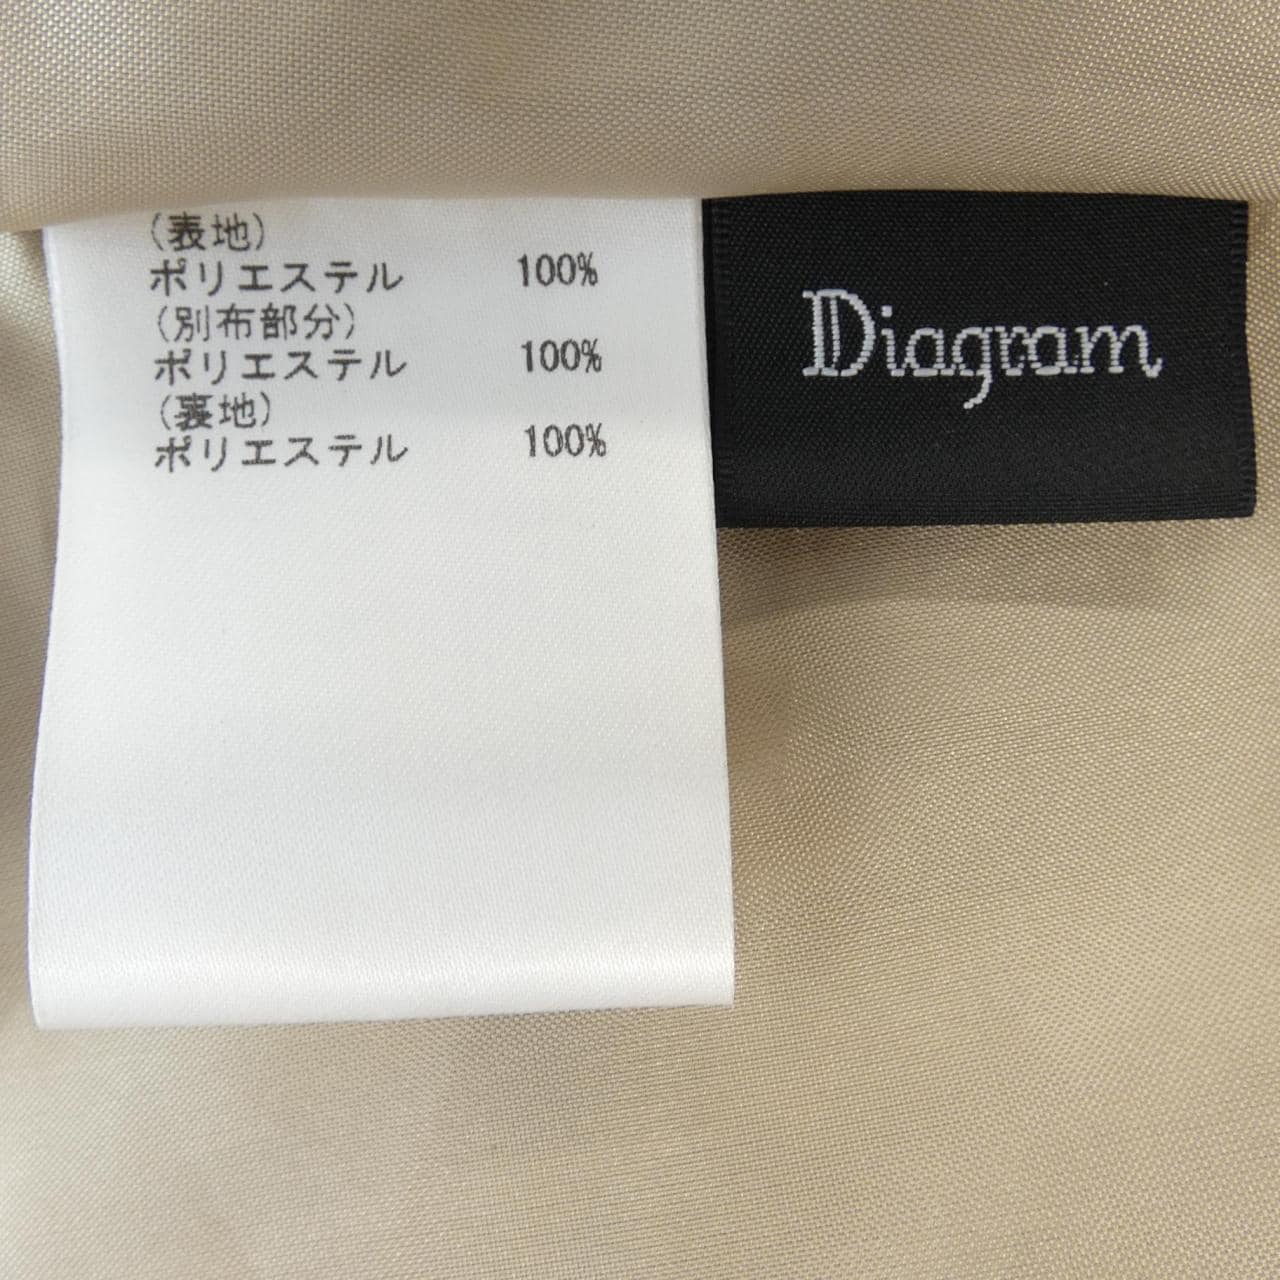 (表地)
ポリエステル 100%
(別布部分)
ポリエステル 100%
(裏地)
ポリエステル 100%
Diagram